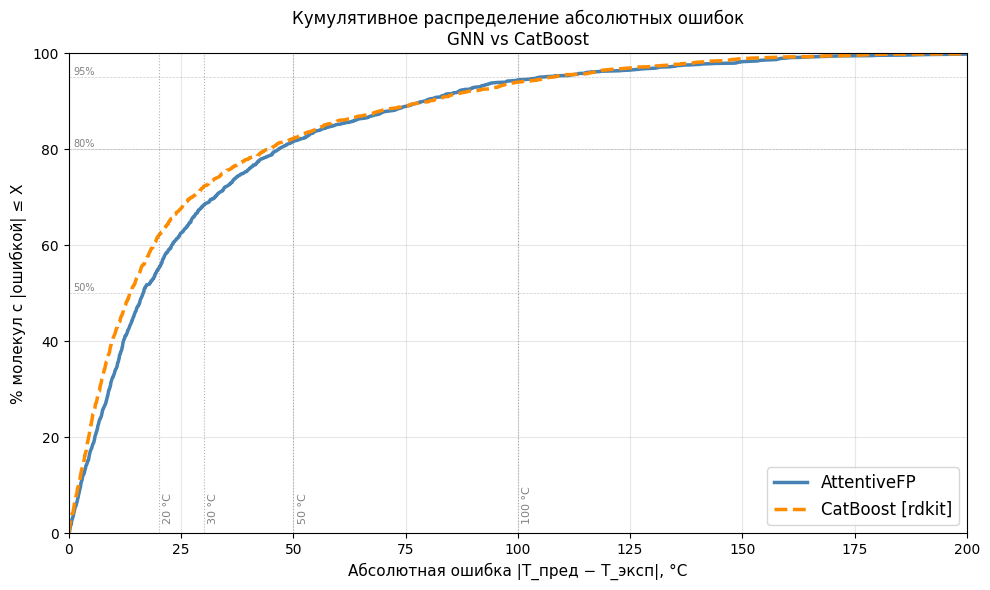 Кумулятивное распределение абсолютных ошибок
GNN vs CatBoost
% молекул с |ошибкой| ≤ X
100
80
60
40
20
0
95%
80%
50%
20 °C
30 °C
50 °C
100 °C
AttentiveFP
CatBoost [rdkit]
0
25
50
75
100
125
150
175
200
Абсолютная ошибка |T_пред − T_эксп|, °C